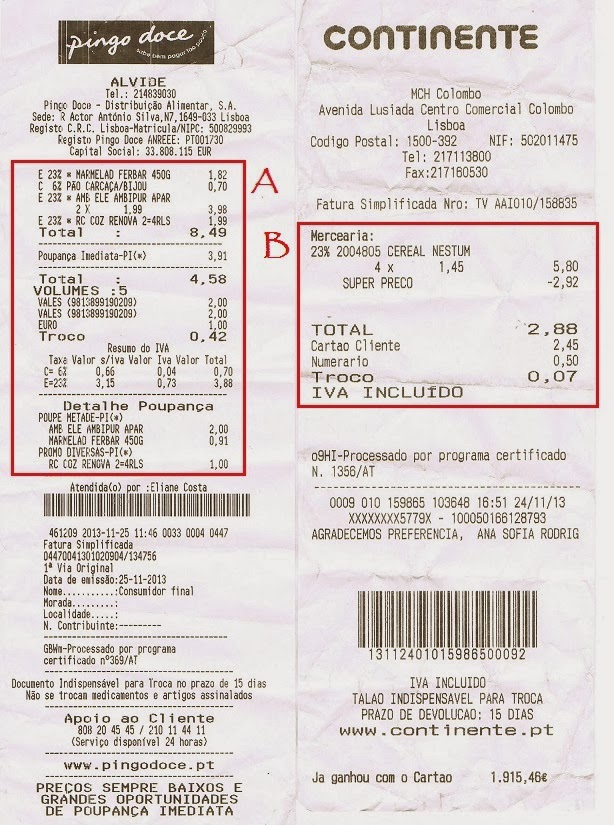 pingo doce
sabe bem pagar tão pouco
ALVIDE
Tel.: 214839030
Pingo Doce - Distribuição Alimentar, S.A.
Sede: R Actor António Silva,N7,1649-033 Lisboa
Registo C.R.C. Lisboa-Matricula/NIPC: 500829993
Registo Pingo Doce ANREEE: PT001730
Capital Social: 33.808.115 EUR
A
E 23% * MARMELAD FERBAR 450G 1,82
C 6% PÃO CARCAÇA/BIJOU 0,70
E 23% * AMB ELE AMBIPUR APAR
2 X 1,99 3,98
E 23% * RC COZ RENOVA 2=4RLS 1,99
Total : 8,49
Poupança Imediata-PI(*) 3,91
Total : 4,58
VOLUMES :5
VALES (9813899190209) 2,00
VALES (9813899190209) 2,00
EURO 1,00
Troco 0,42
Resumo do IVA
Taxa Valor s/iva Valor Iva Valor Total
C= 6% 0,66 0,04 0,70
E=23% 3,15 0,73 3,88
Detalhe Poupança
POUPE METADE-PI(*)
AMB ELE AMBIPUR APAR 2,00
MARMELAD FERBAR 450G 0,91
PROMO DIVERSAS-PI(*)
RC COZ RENOVA 2=4RLS 1,00
Atendida(o) por :Eliane Costa
461209 2013-11-25 11:46 0033 0004 0447
Fatura Simplificada
04470041301020904/134756
1ª Via Original
Data de emissão:25-11-2013
Nome..........:Consumidor final
Morada........:
Localidade....:
N. Contribuinte:---------
GBWm-Processado por programa
certificado nº369/AT
Documento Indispensável para Troca no prazo de 15 dias
Não se trocam medicamentos e artigos assinalados
Apoio ao Cliente
808 20 45 45 / 210 11 44 11
(Serviço disponível 24 horas)
www.pingodoce.pt
PREÇOS SEMPRE BAIXOS E
GRANDES OPORTUNIDADES
DE POUPANÇA IMEDIATA
CONTINENTE
MCH Colombo
Avenida Lusiada Centro Comercial Colombo
Lisboa
Codigo Postal: 1500-392 NIF: 502011475
Tel: 217113800
Fax:217160530
Fatura Simplificada Nro: TV AAI010/158835
B
Mercearia:
23% 2004805 CEREAL NESTUM
4 x 1,45 5,80
SUPER PRECO -2,92
TOTAL 2,88
Cartao Cliente 2,45
Numerario 0,50
Troco 0,07
IVA INCLUIDO
o9HI-Processado por programa certificado
N. 1356/AT
0009 010 159865 103648 16:51 24/11/13
XXXXXXXX5779X - 100050166128793
AGRADECEMOS PREFERENCIA, ANA SOFIA RODRIG
13112401015986500092
IVA INCLUIDO
TALAO INDISPENSAVEL PARA TROCA
PRAZO DE DEVOLUCAO: 15 DIAS
www.continente.pt
Ja ganhou com o Cartao 1.915,46€